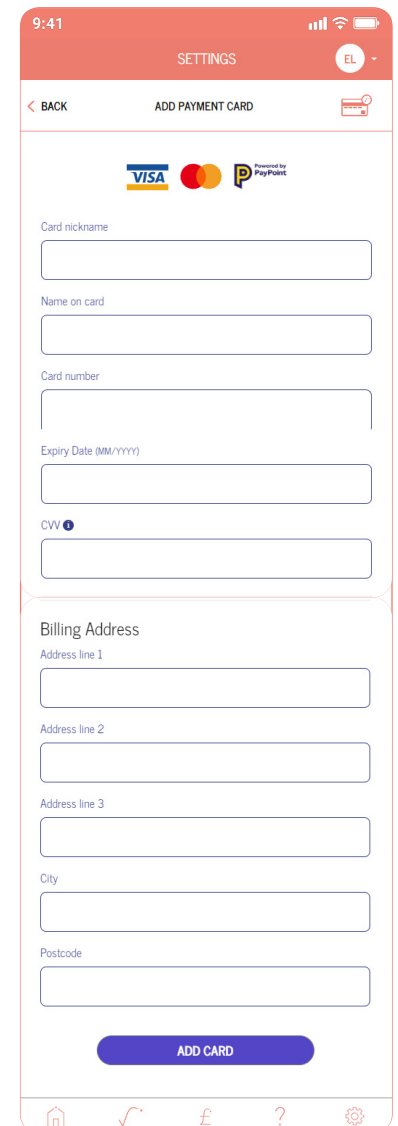 9:41
SETTINGS
EL
BACK
ADD PAYMENT CARD
VISA
Powered by
PayPoint
Card nickname
Name on card
Card number
Expiry Date (MM/YYYY)
CVV i
Billing Address
Address line 1
Address line 2
Address line 3
City
Postcode
ADD CARD
£ ?